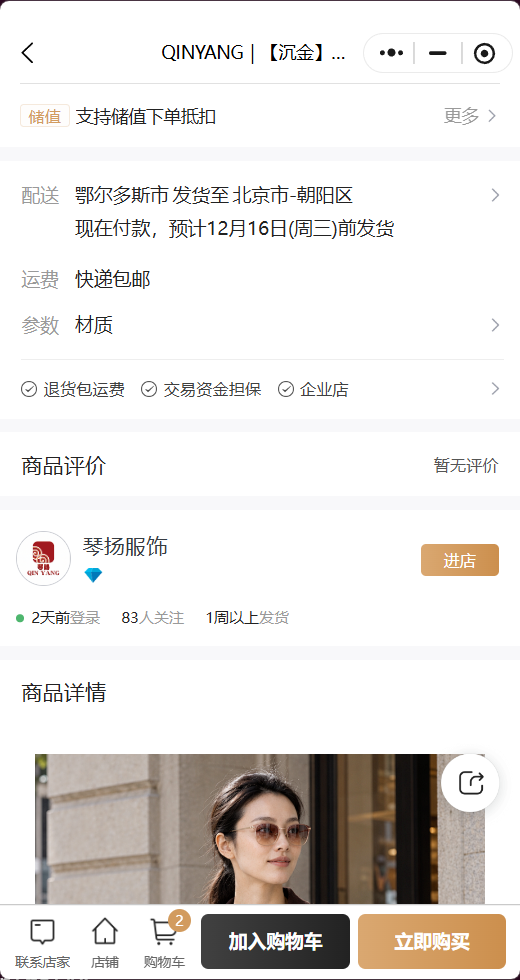 QINYANG | 【沉金】...
储值 支持储值下单抵扣 更多
配送 鄂尔多斯市 发货至 北京市-朝阳区
现在付款，预计12月16日(周三)前发货
运费 快递包邮
参数 材质
退货包运费 交易资金担保 企业店
商品评价 暂无评价
琴扬服饰
QIN YANG
进店
2天前登录 83人关注 1周以上发货
商品详情
2
联系店家 店铺 购物车 加入购物车 立即购买